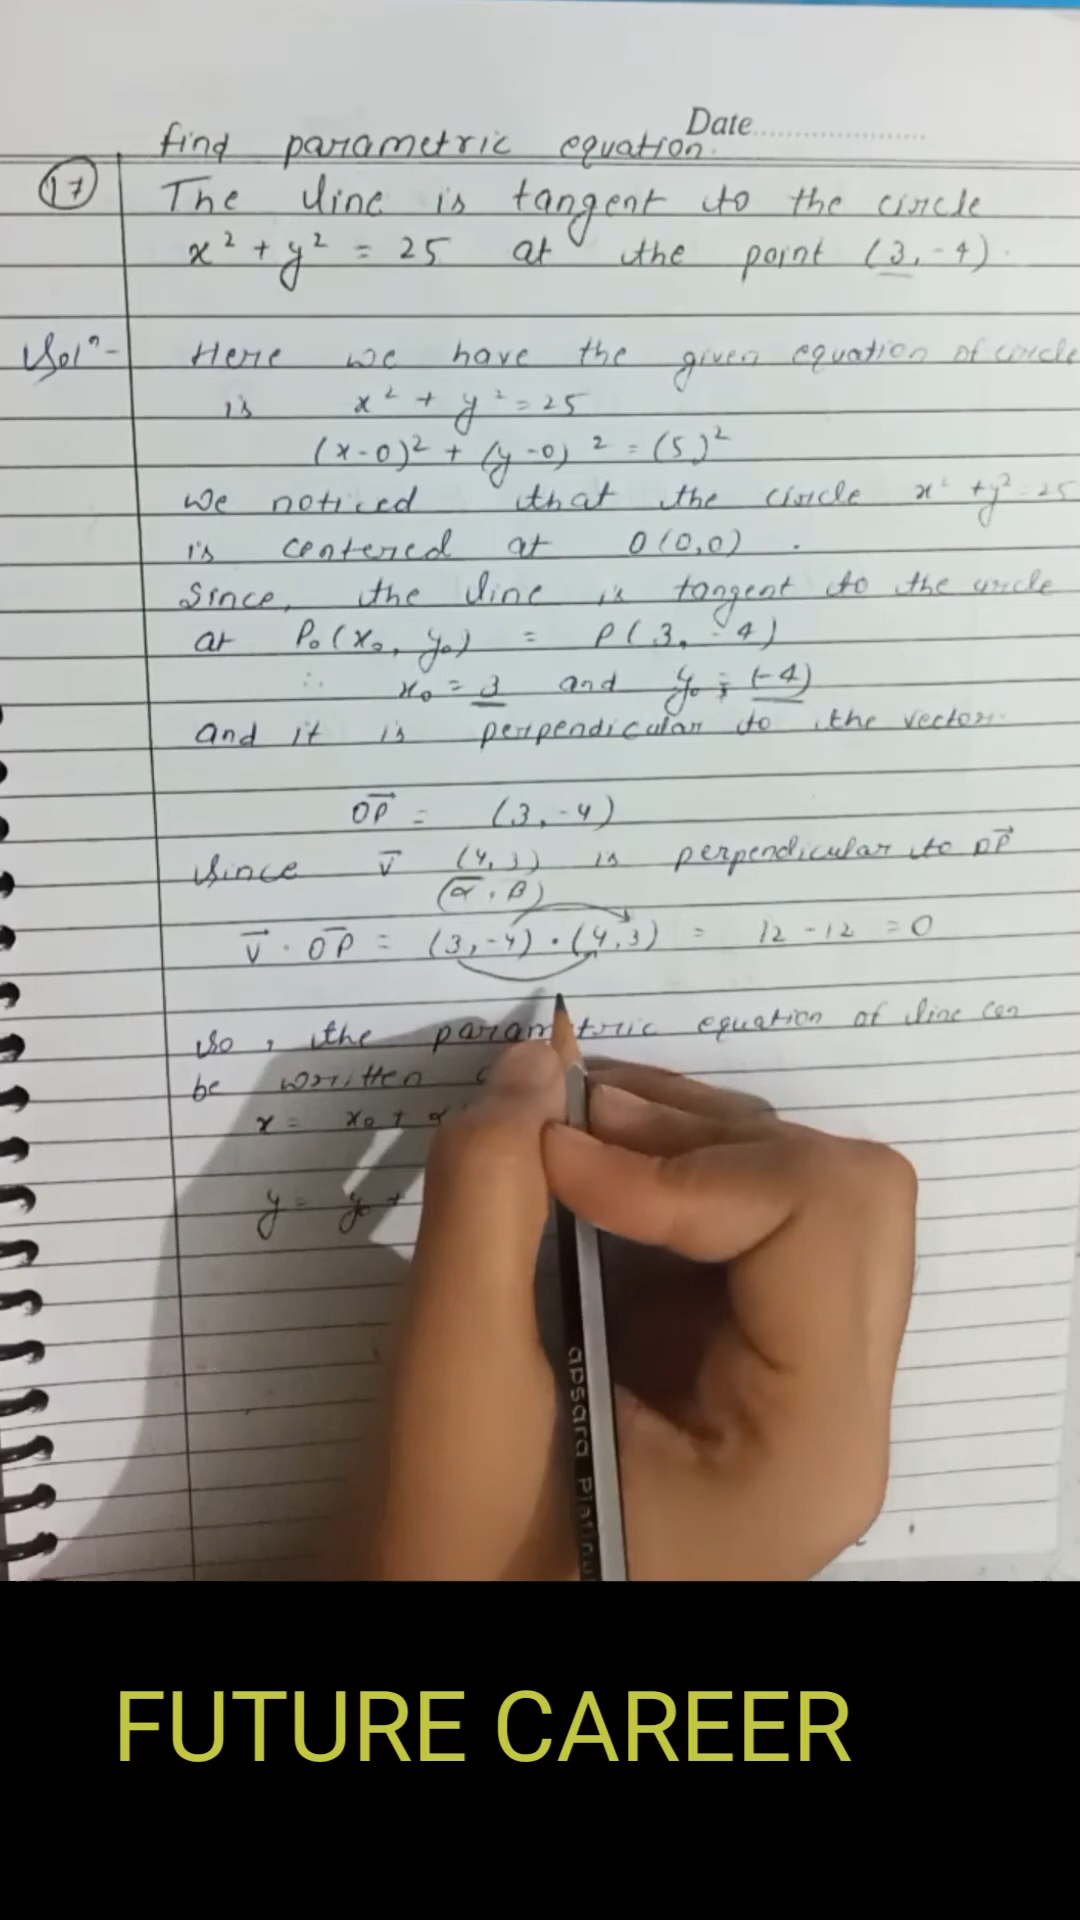 Date
find parametric equation.
17 The line is tangent to the circle
x² + y² = 25 at the point (3, -4).
Solⁿ- Here we have the given equation of circle
is x² + y² = 25
(x-0)² + (y-0)² = (5)²
we noticed that the circle x² + y² = 25
is centered at O(0,0).
Since, the line is tangent to the circle
at P₀(x₀, y₀) = P(3, -4)
∴ x₀ = 3 and y₀ = (-4)
and it is perpendicular to the vector.
OP⃗ = (3, -4)
Since v⃗ (4, 3) is perpendicular to OP⃗
(α, β)
v⃗ · OP⃗ = (3, -4) · (4, 3) = 12 - 12 = 0
So, the parametric equation of line can
be written
x = x₀ + α
y = y₀ +
apsara Platinu
FUTURE CAREER